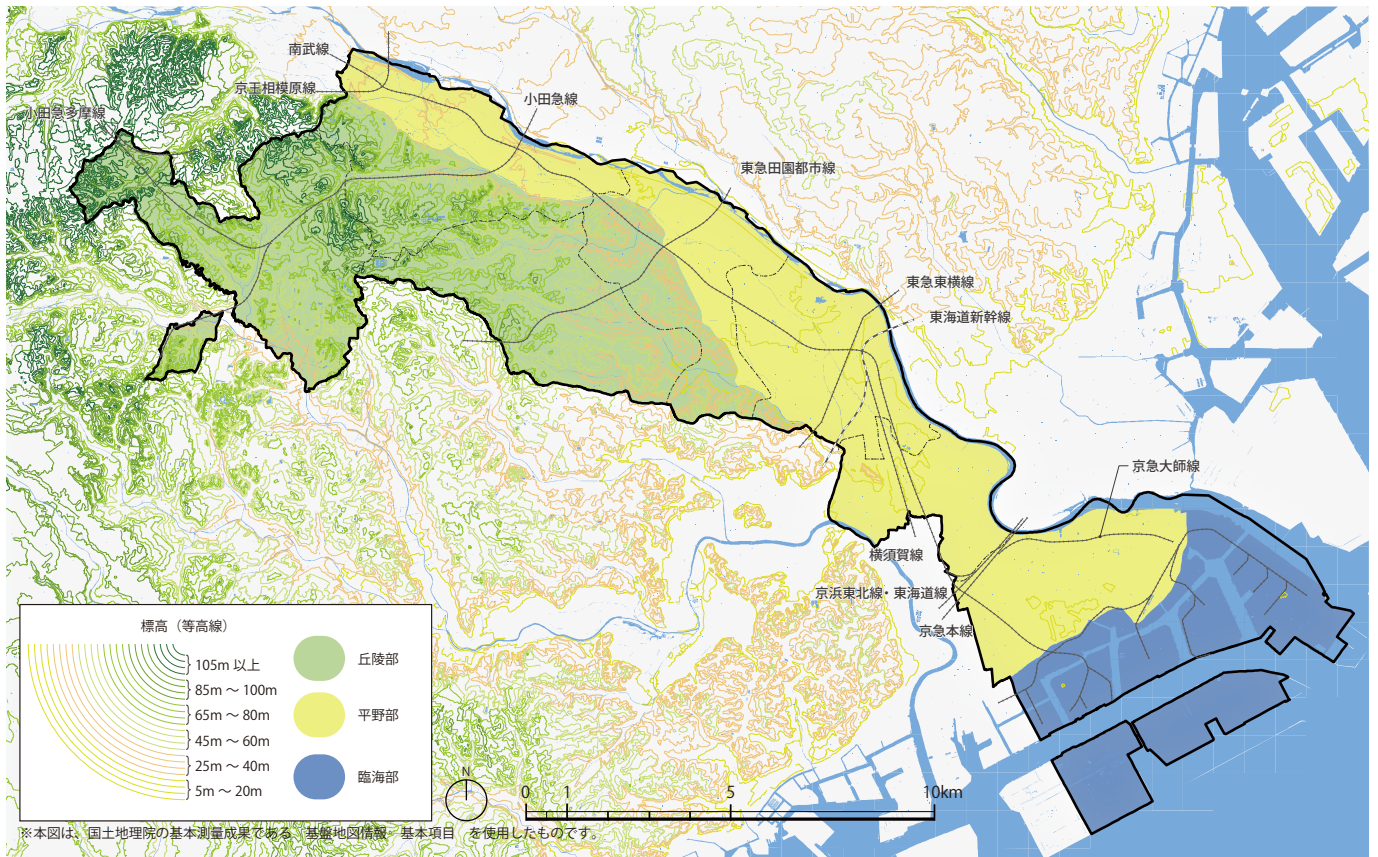 南武線
京王相模原線
小田急線
小田急多摩線
東急田園都市線
東急東横線
東海道新幹線
京急大師線
横須賀線
京浜東北線・東海道線
京急本線
標高（等高線）
105m 以上
85m ～ 100m
65m ～ 80m
45m ～ 60m
25m ～ 40m
5m ～ 20m
丘陵部
平野部
臨海部
N
0 1 5 10km
※本図は、国土地理院の基本測量成果である 基盤地図情報 基本項目 を使用したものです。